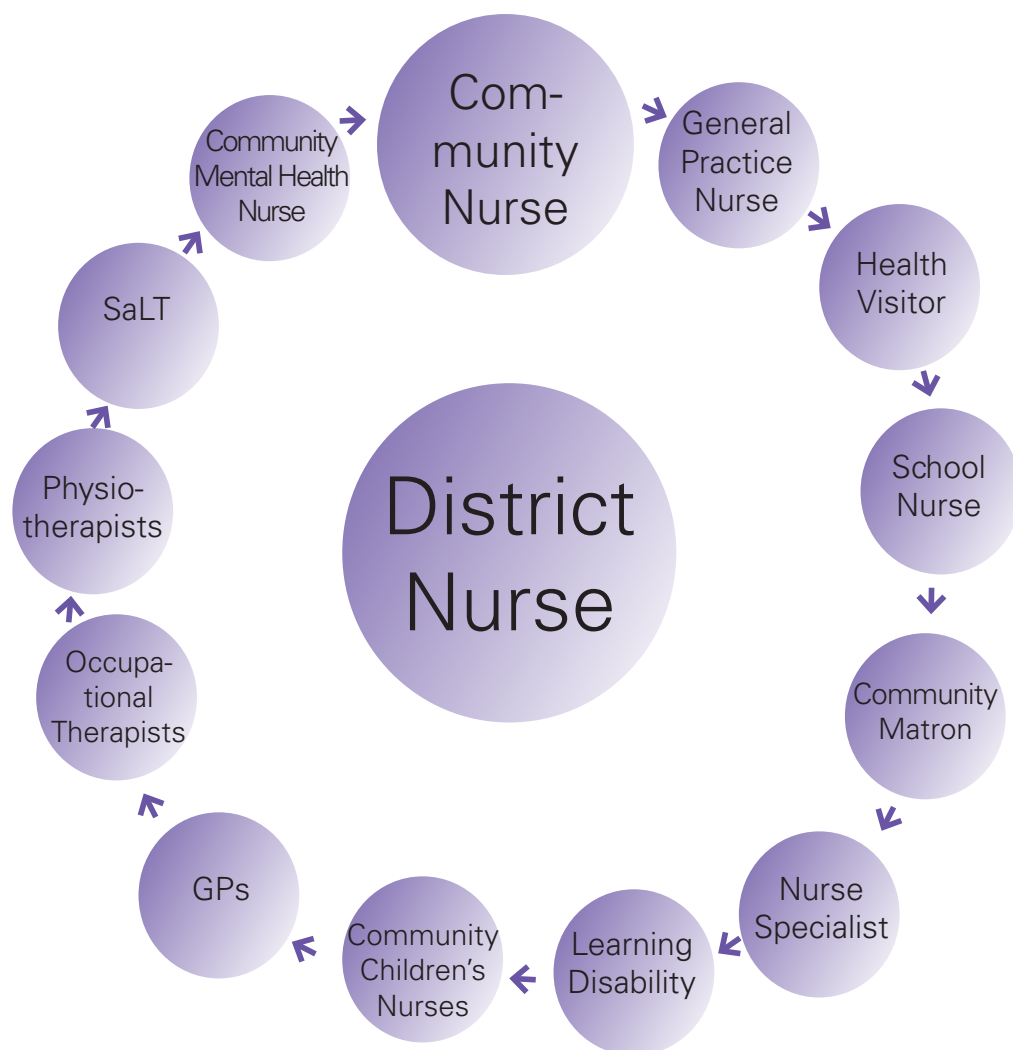 Com-
munity
Nurse
General
Practice
Nurse
Health
Visitor
School
Nurse
Community
Matron
Nurse
Specialist
Learning
Disability
Community
Children’s
Nurses
GPs
Occupa-
tional
Therapists
Physio-
therapists
SaLT
Community
Mental Health
Nurse
District
Nurse